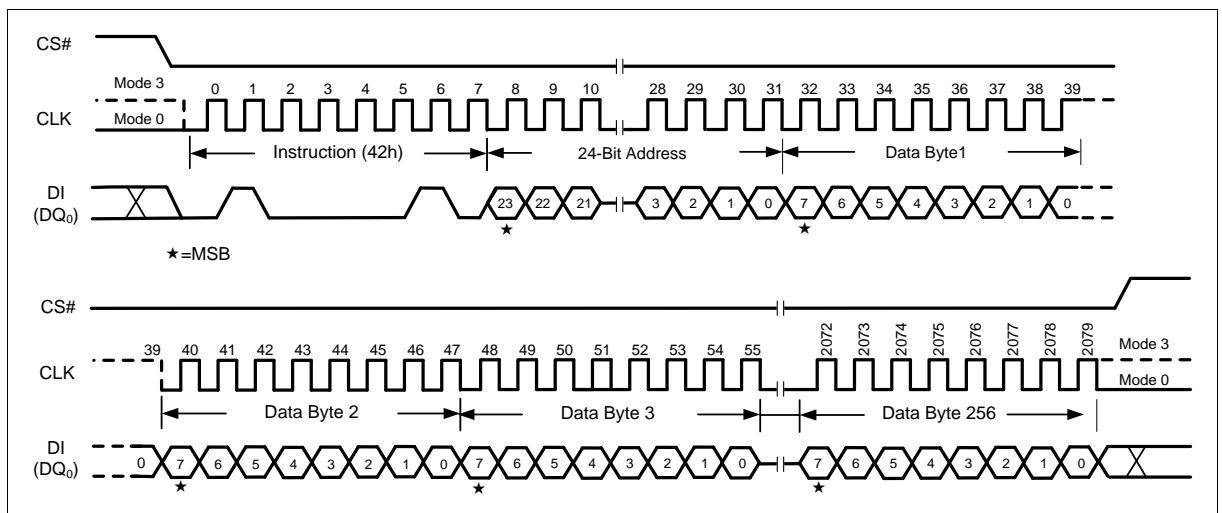 CS#
Mode 3
0 1 2 3 4 5 6 7 8 9 10 28 29 30 31 32 33 34 35 36 37 38 39
CLK
Mode 0
Instruction (42h)
24-Bit Address
Data Byte1
DI
(DQ0)
23 22 21 3 2 1 0 7 6 5 4 3 2 1 0
★ ★
★=MSB
CS#
39 40 41 42 43 44 45 46 47 48 49 50 51 52 53 54 55 2072 2073 2074 2075 2076 2077 2078 2079
Mode 3
CLK
Mode 0
Data Byte 2
Data Byte 3
Data Byte 256
DI
(DQ0)
0 7 6 5 4 3 2 1 0 7 6 5 4 3 2 1 0 7 6 5 4 3 2 1 0
★ ★ ★